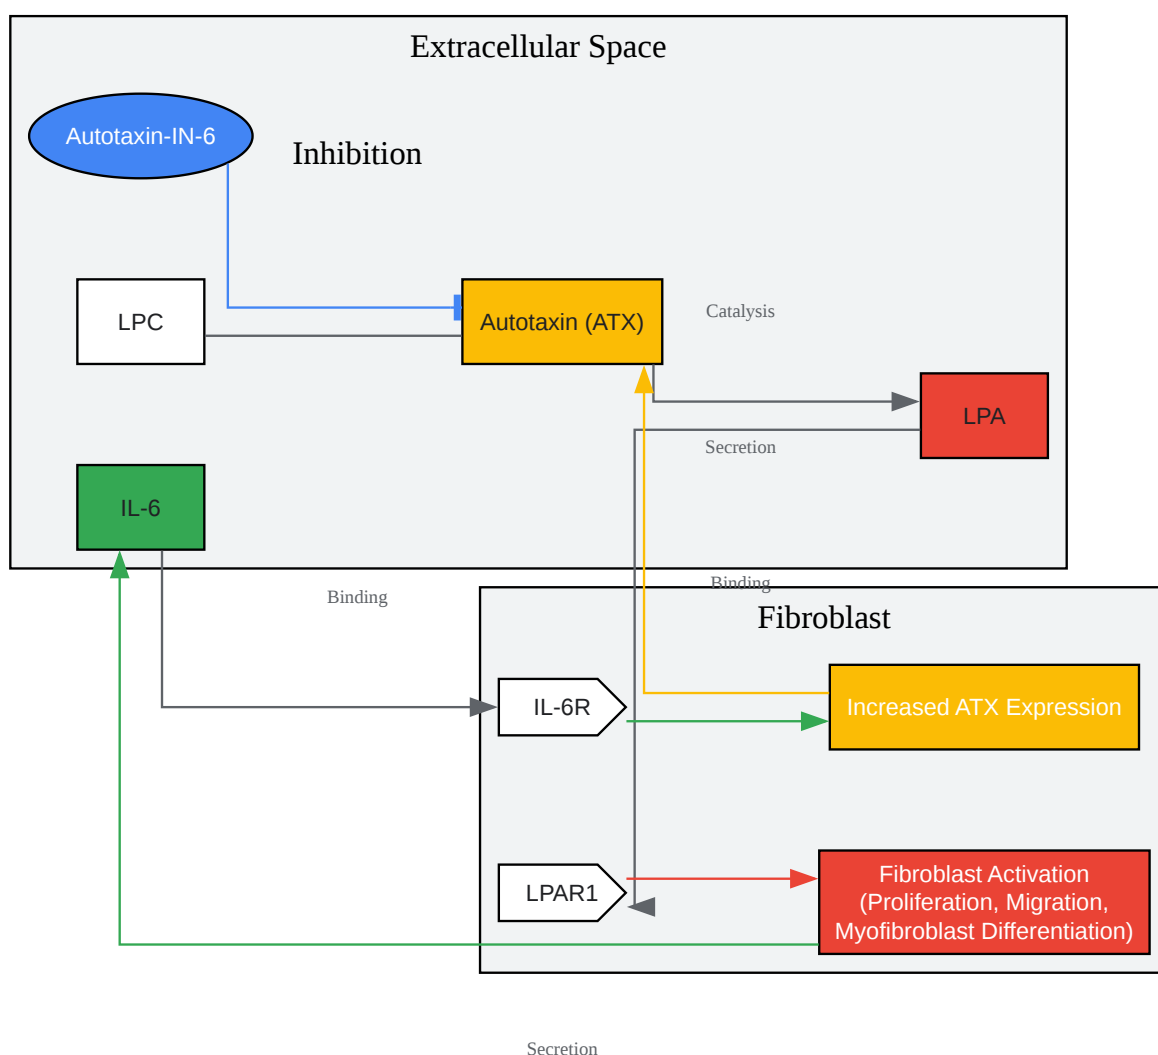 Extracellular Space
Autotaxin-IN-6
Inhibition
LPC
Autotaxin (ATX)
Catalysis
LPA
Secretion
IL-6
Binding
Binding
Fibroblast
IL-6R
Increased ATX Expression
LPAR1
Fibroblast Activation
(Proliferation, Migration,
Myofibroblast Differentiation)
Secretion